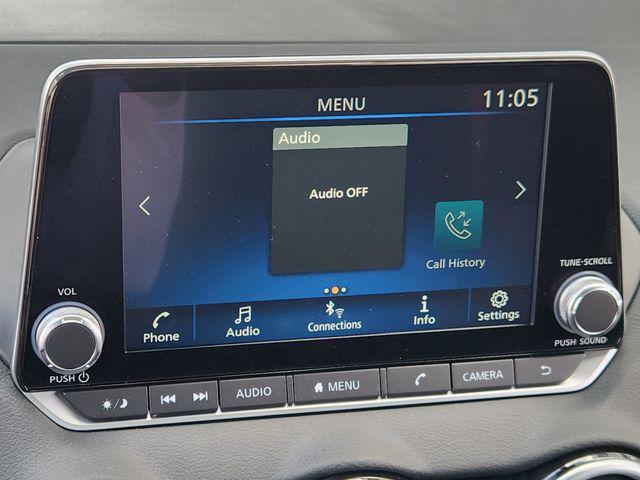 MENU
11:05
Audio
Audio OFF
Call History
Phone
Audio
Connections
Info
Settings
VOL
PUSH
TUNE·SCROLL
PUSH SOUND
AUDIO
MENU
CAMERA